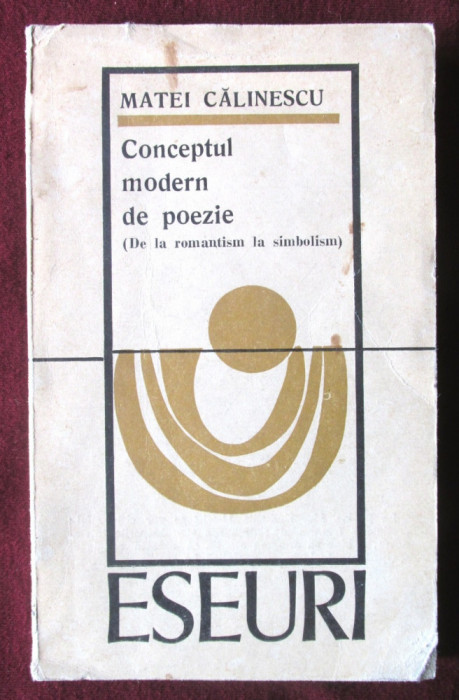 MATEI CĂLINESCU
Conceptul
modern
de poezie
(De la romantism la simbolism)
ESEURI